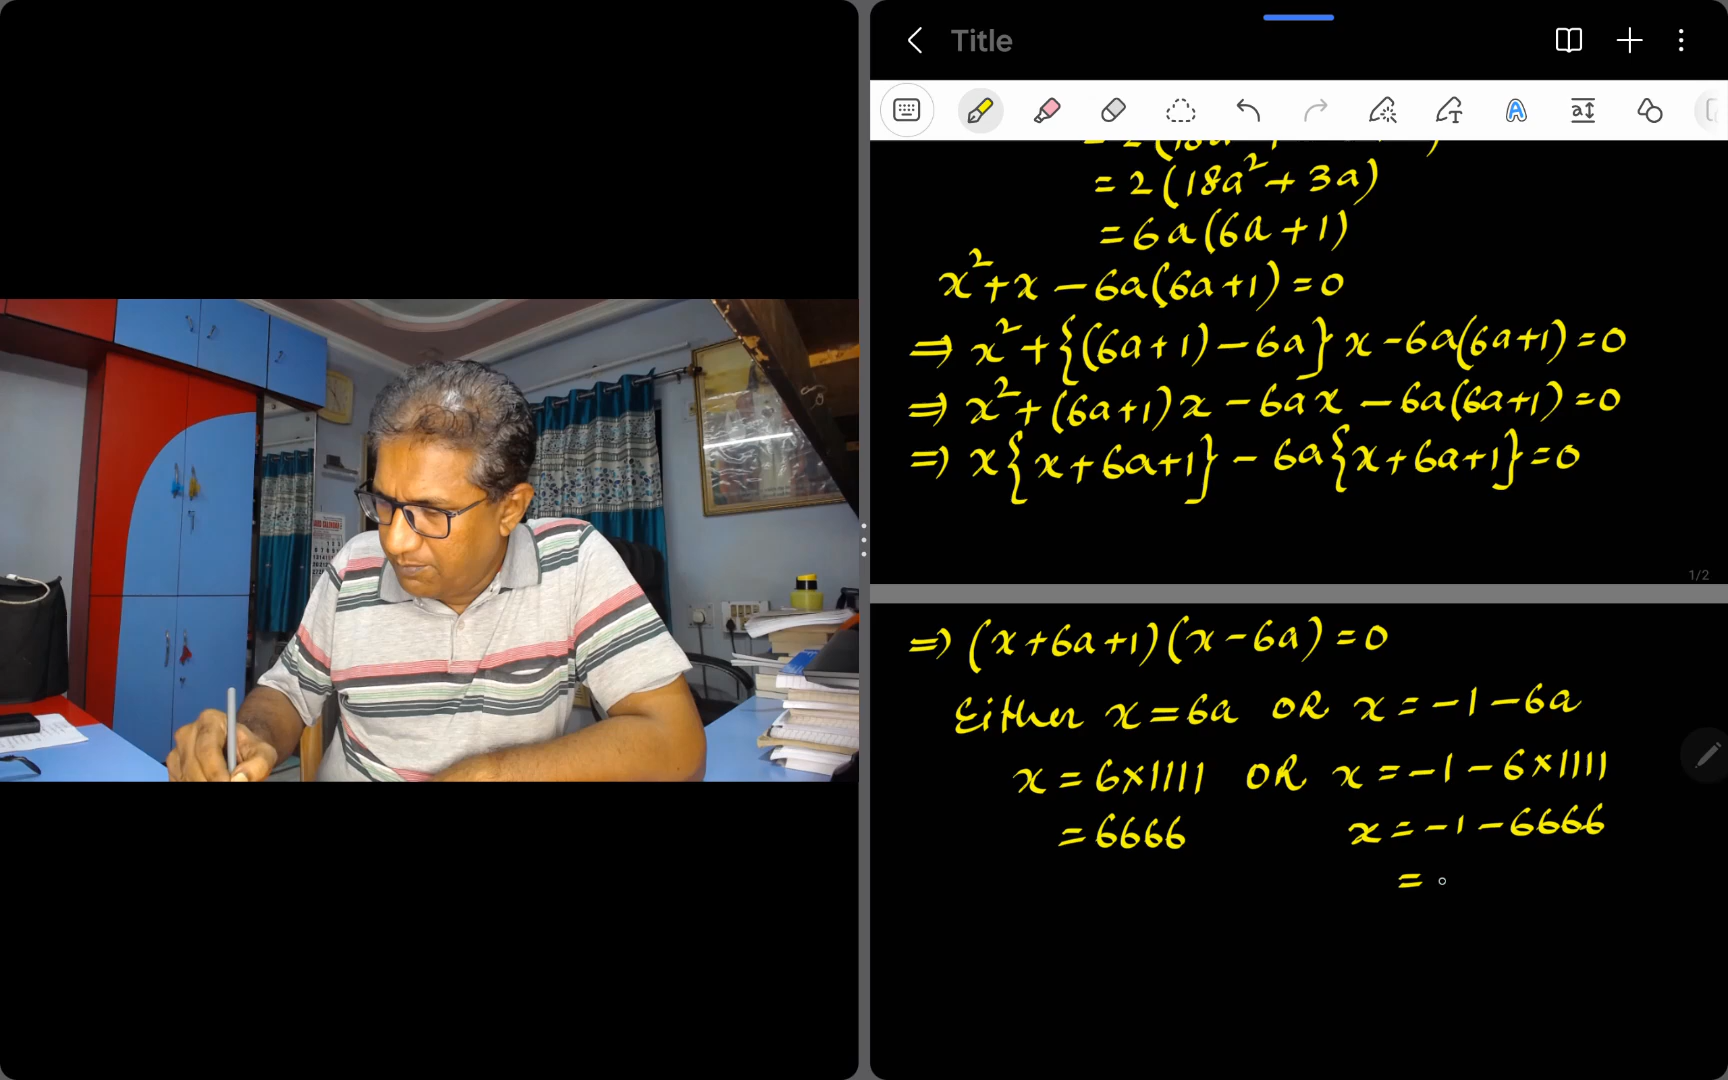 Title
= 2(18a² + 3a)
= 6a(6a+1)
x²+x - 6a(6a+1) = 0
⇒ x² + {(6a+1) - 6a} x - 6a(6a+1) = 0
⇒ x² + (6a+1)x - 6ax - 6a(6a+1) = 0
⇒ x{x+6a+1} - 6a{x+6a+1} = 0
1/2
⇒ (x+6a+1)(x-6a) = 0
Either x = 6a OR x = -1-6a
x = 6×1111 OR x = -1-6×1111
= 6666 x = -1-6666
=